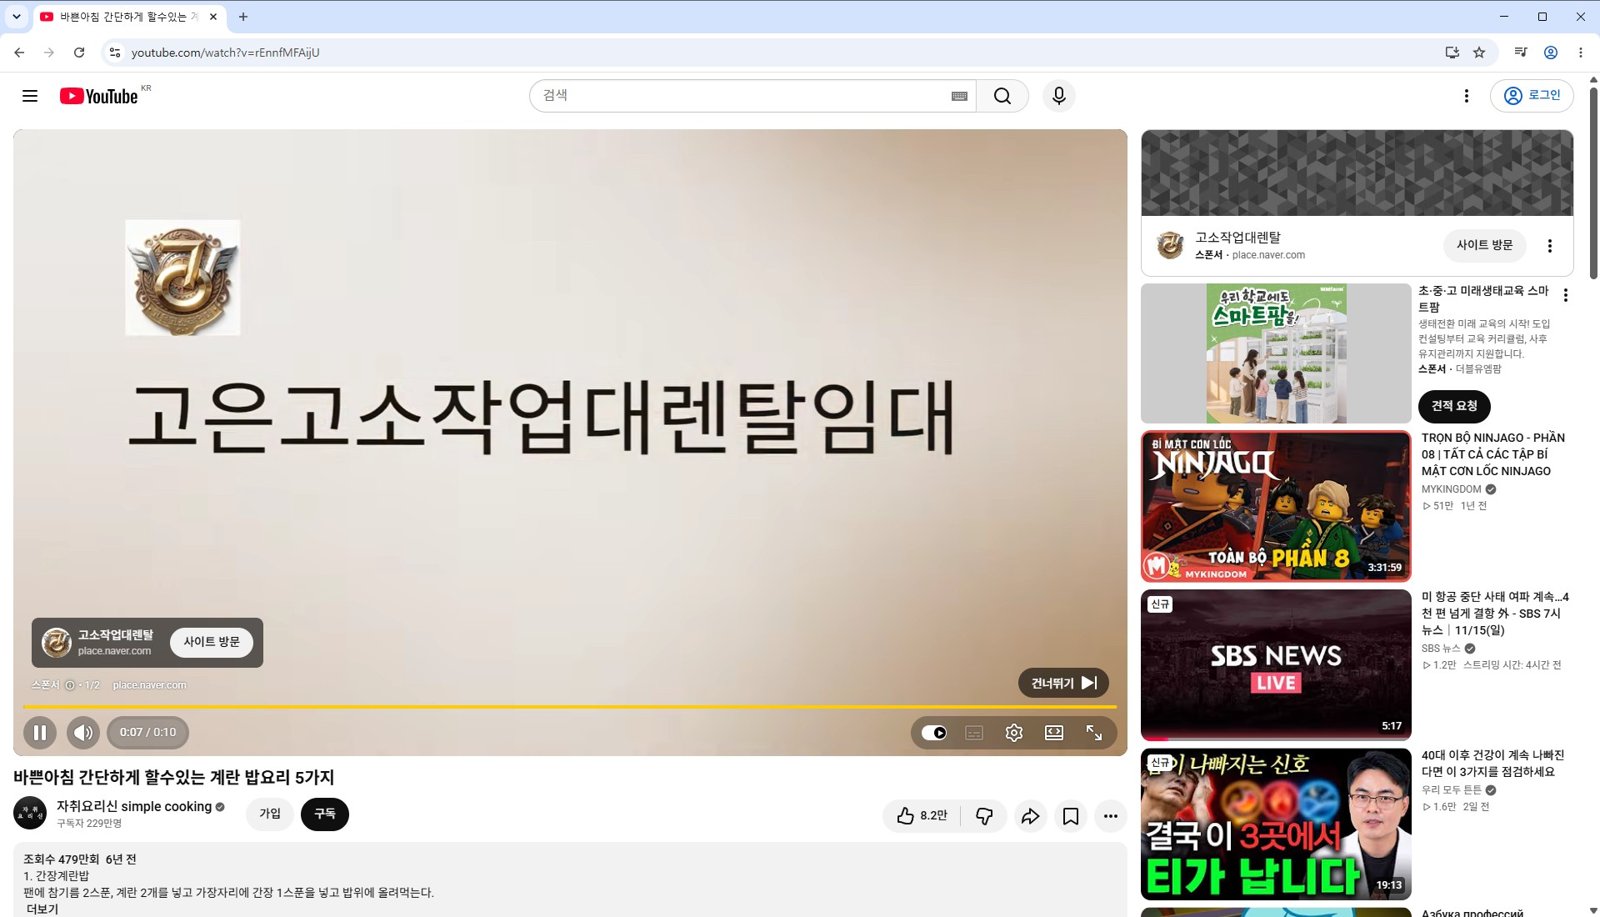 바쁜아침 간단하게 할수있는 계
youtube.com/watch?v=rEnnfMFAijU
YouTube KR
검색
로그인
고은고소작업대렌탈임대
고소작업대렌탈
place.naver.com
사이트 방문
스폰서 · 1/2 place.naver.com
건너뛰기
0:07 / 0:10
바쁜아침 간단하게 할수있는 계란 밥요리 5가지
자취요리신
자취요리신 simple cooking
구독자 229만명
가입
구독
8.2만
조회수 479만회 6년 전
1. 간장계란밥
팬에 참기름 2스푼, 계란 2개를 넣고 가장자리에 간장 1스푼을 넣고 밥위에 올려먹는다.
더보기
고소작업대렌탈
스폰서 · place.naver.com
사이트 방문
우리 학교에도
스마트팜을!
초·중·고 미래생태교육 스마
트팜
생태전환 미래 교육의 시작! 도입
컨설팅부터 교육 커리큘럼, 사후
유지관리까지 지원합니다.
스폰서 · 더블유엠팜
견적 요청
BÍ MẬT CƠN LỐC
NINJAGO
TOÀN BỘ PHẦN 8
MYKINGDOM
3:31:59
TRỌN BỘ NINJAGO - PHẦN
08 | TẤT CẢ CÁC TẬP BÍ
MẬT CƠN LỐC NINJAGO
MYKINGDOM
51만 1년 전
신규
SBS NEWS
LIVE
5:17
미 항공 중단 사태 여파 계속…4
천 편 넘게 결항 外 - SBS 7시
뉴스｜11/15(일)
SBS 뉴스
1.2만 스트리밍 시간: 4시간 전
신규
이 나빠지는 신호
결국 이 3곳에서
티가 납니다
19:13
40대 이후 건강이 계속 나빠진
다면 이 3가지를 점검하세요
우리 모두 튼튼
1.6만 2일 전
Азбука профессий